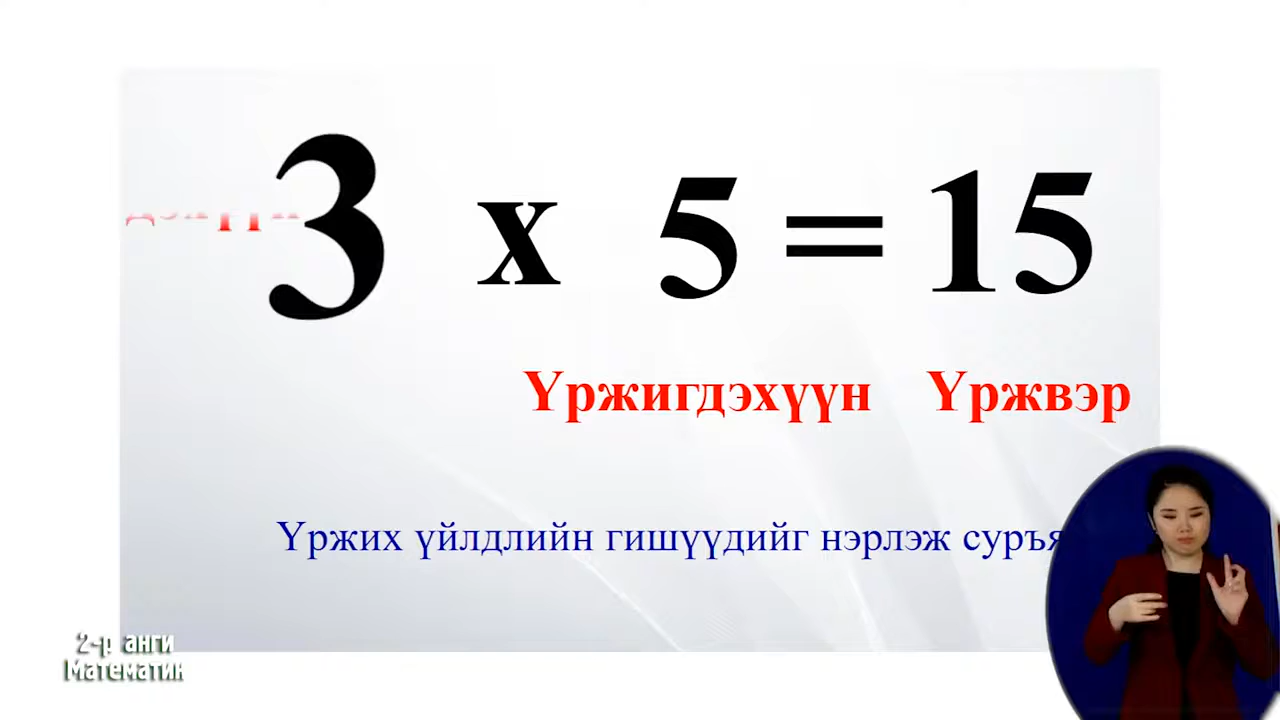 3 x 5 = 15
Үржигдэхүүн Үржвэр
Үржих үйлдлийн гишүүдийг нэрлэж суръя
2-р анги
Математик